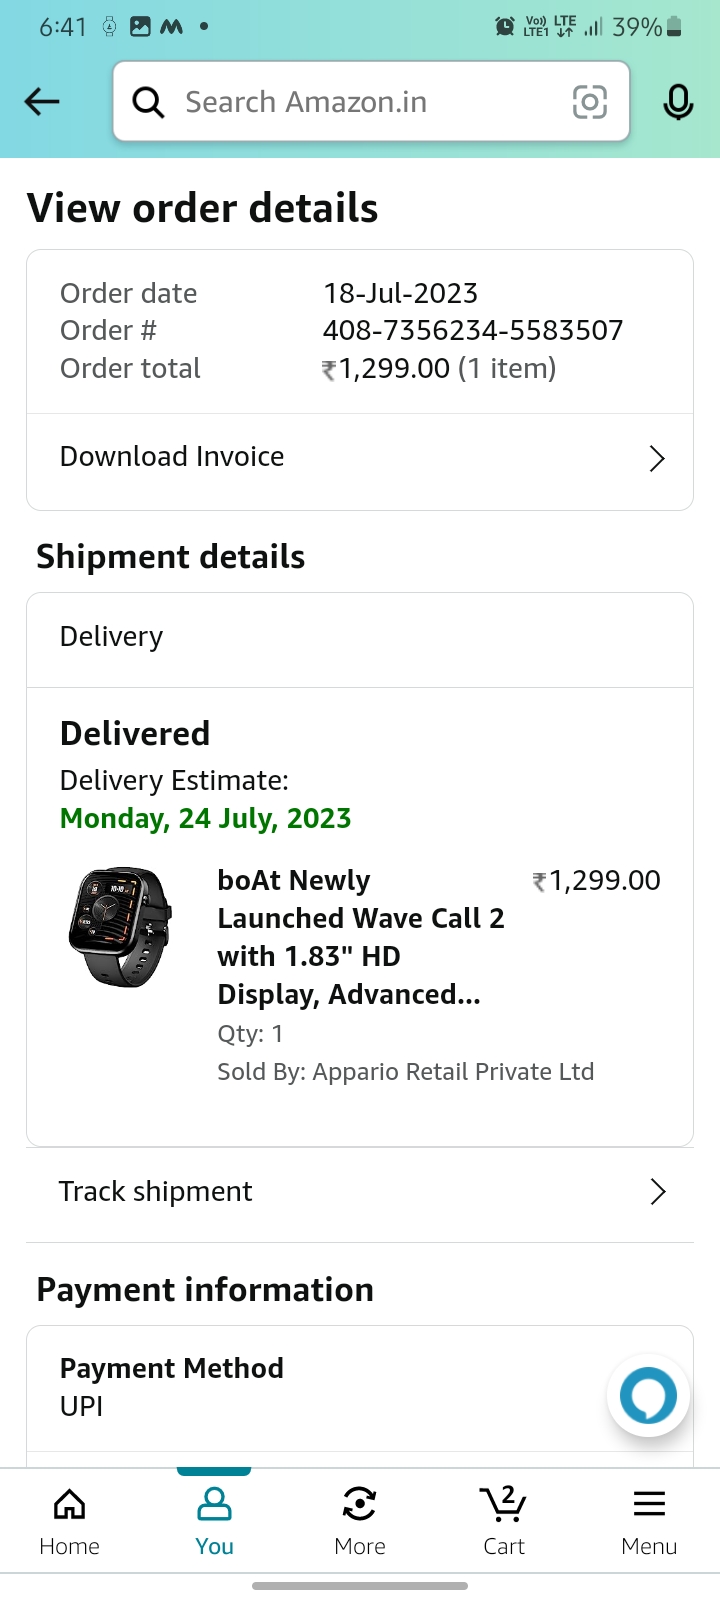 6:41
Vo)) LTE1 LTE 39%
Search Amazon.in
View order details
Order date 18-Jul-2023
Order # 408-7356234-5583507
Order total ₹1,299.00 (1 item)
Download Invoice
Shipment details
Delivery
Delivered
Delivery Estimate:
Monday, 24 July, 2023
boAt Newly ₹1,299.00
Launched Wave Call 2
with 1.83" HD
Display, Advanced...
Qty: 1
Sold By: Appario Retail Private Ltd
Track shipment
Payment information
Payment Method
UPI
2
Home You More Cart Menu